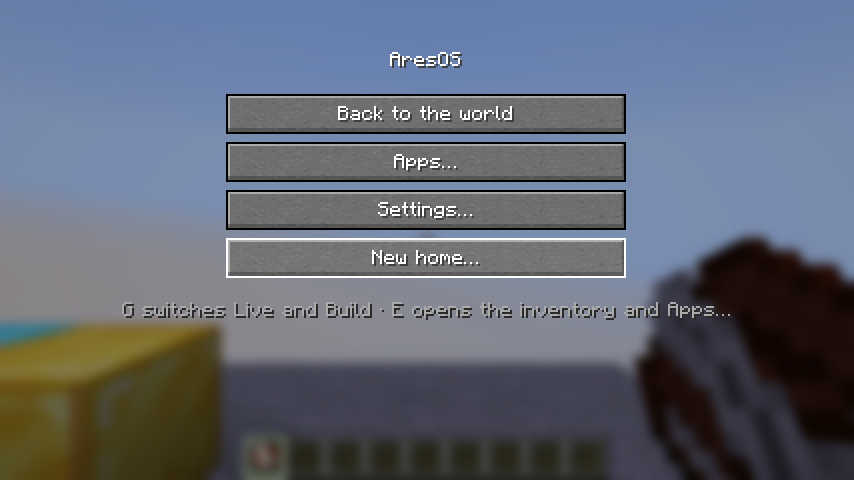 AresOS
Back to the world
Apps...
Settings...
New home...
G switches Live and Build · E opens the inventory and Apps...